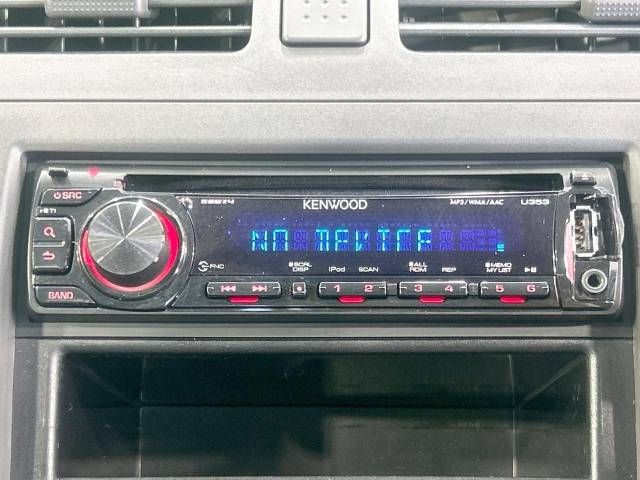 SRC
50Wx4
KENWOOD
MP3/WMA/AAC
U353
NO DEVICE
FNC
BAND
SCRL
DISP
iPod
SCAN
ALL
RDM
REP
MEMO
MY LIST
1 2
3 4
5 6